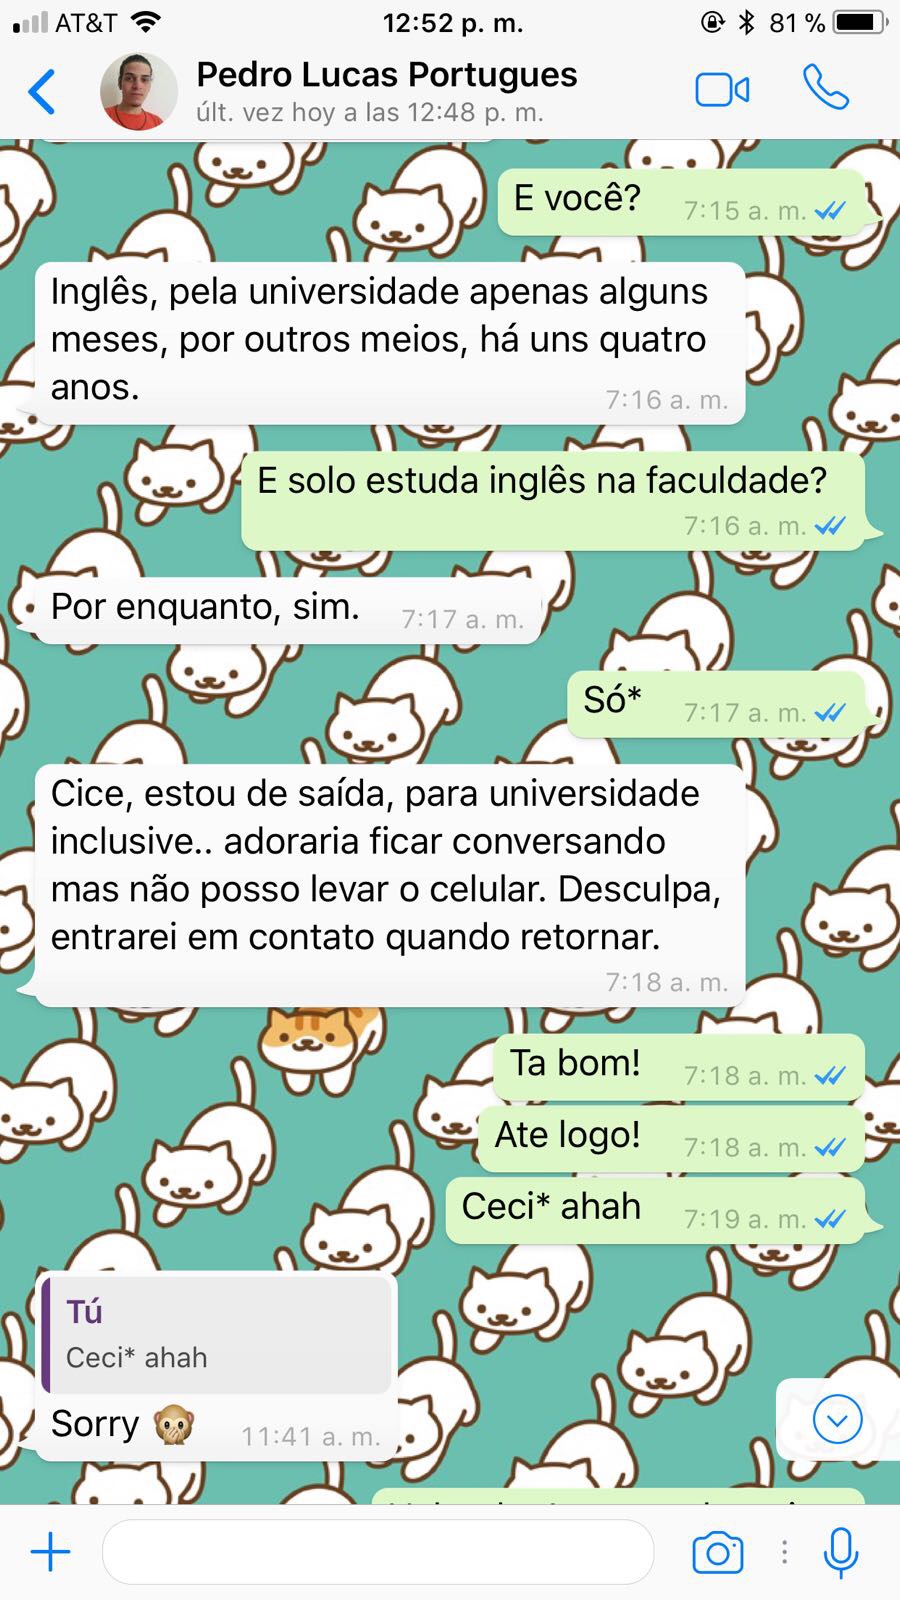 AT&T 12:52 p. m. 81 %
Pedro Lucas Portugues
últ. vez hoy a las 12:48 p. m.
E você? 7:15 a. m.
Inglês, pela universidade apenas alguns
meses, por outros meios, há uns quatro
anos. 7:16 a. m.
E solo estuda inglês na faculdade?
7:16 a. m.
Por enquanto, sim. 7:17 a. m.
Só* 7:17 a. m.
Cice, estou de saída, para universidade
inclusive.. adoraria ficar conversando
mas não posso levar o celular. Desculpa,
entrarei em contato quando retornar.
7:18 a. m.
Ta bom! 7:18 a. m.
Ate logo! 7:18 a. m.
Ceci* ahah 7:19 a. m.
Tú
Ceci* ahah
Sorry 🙊 11:41 a. m.